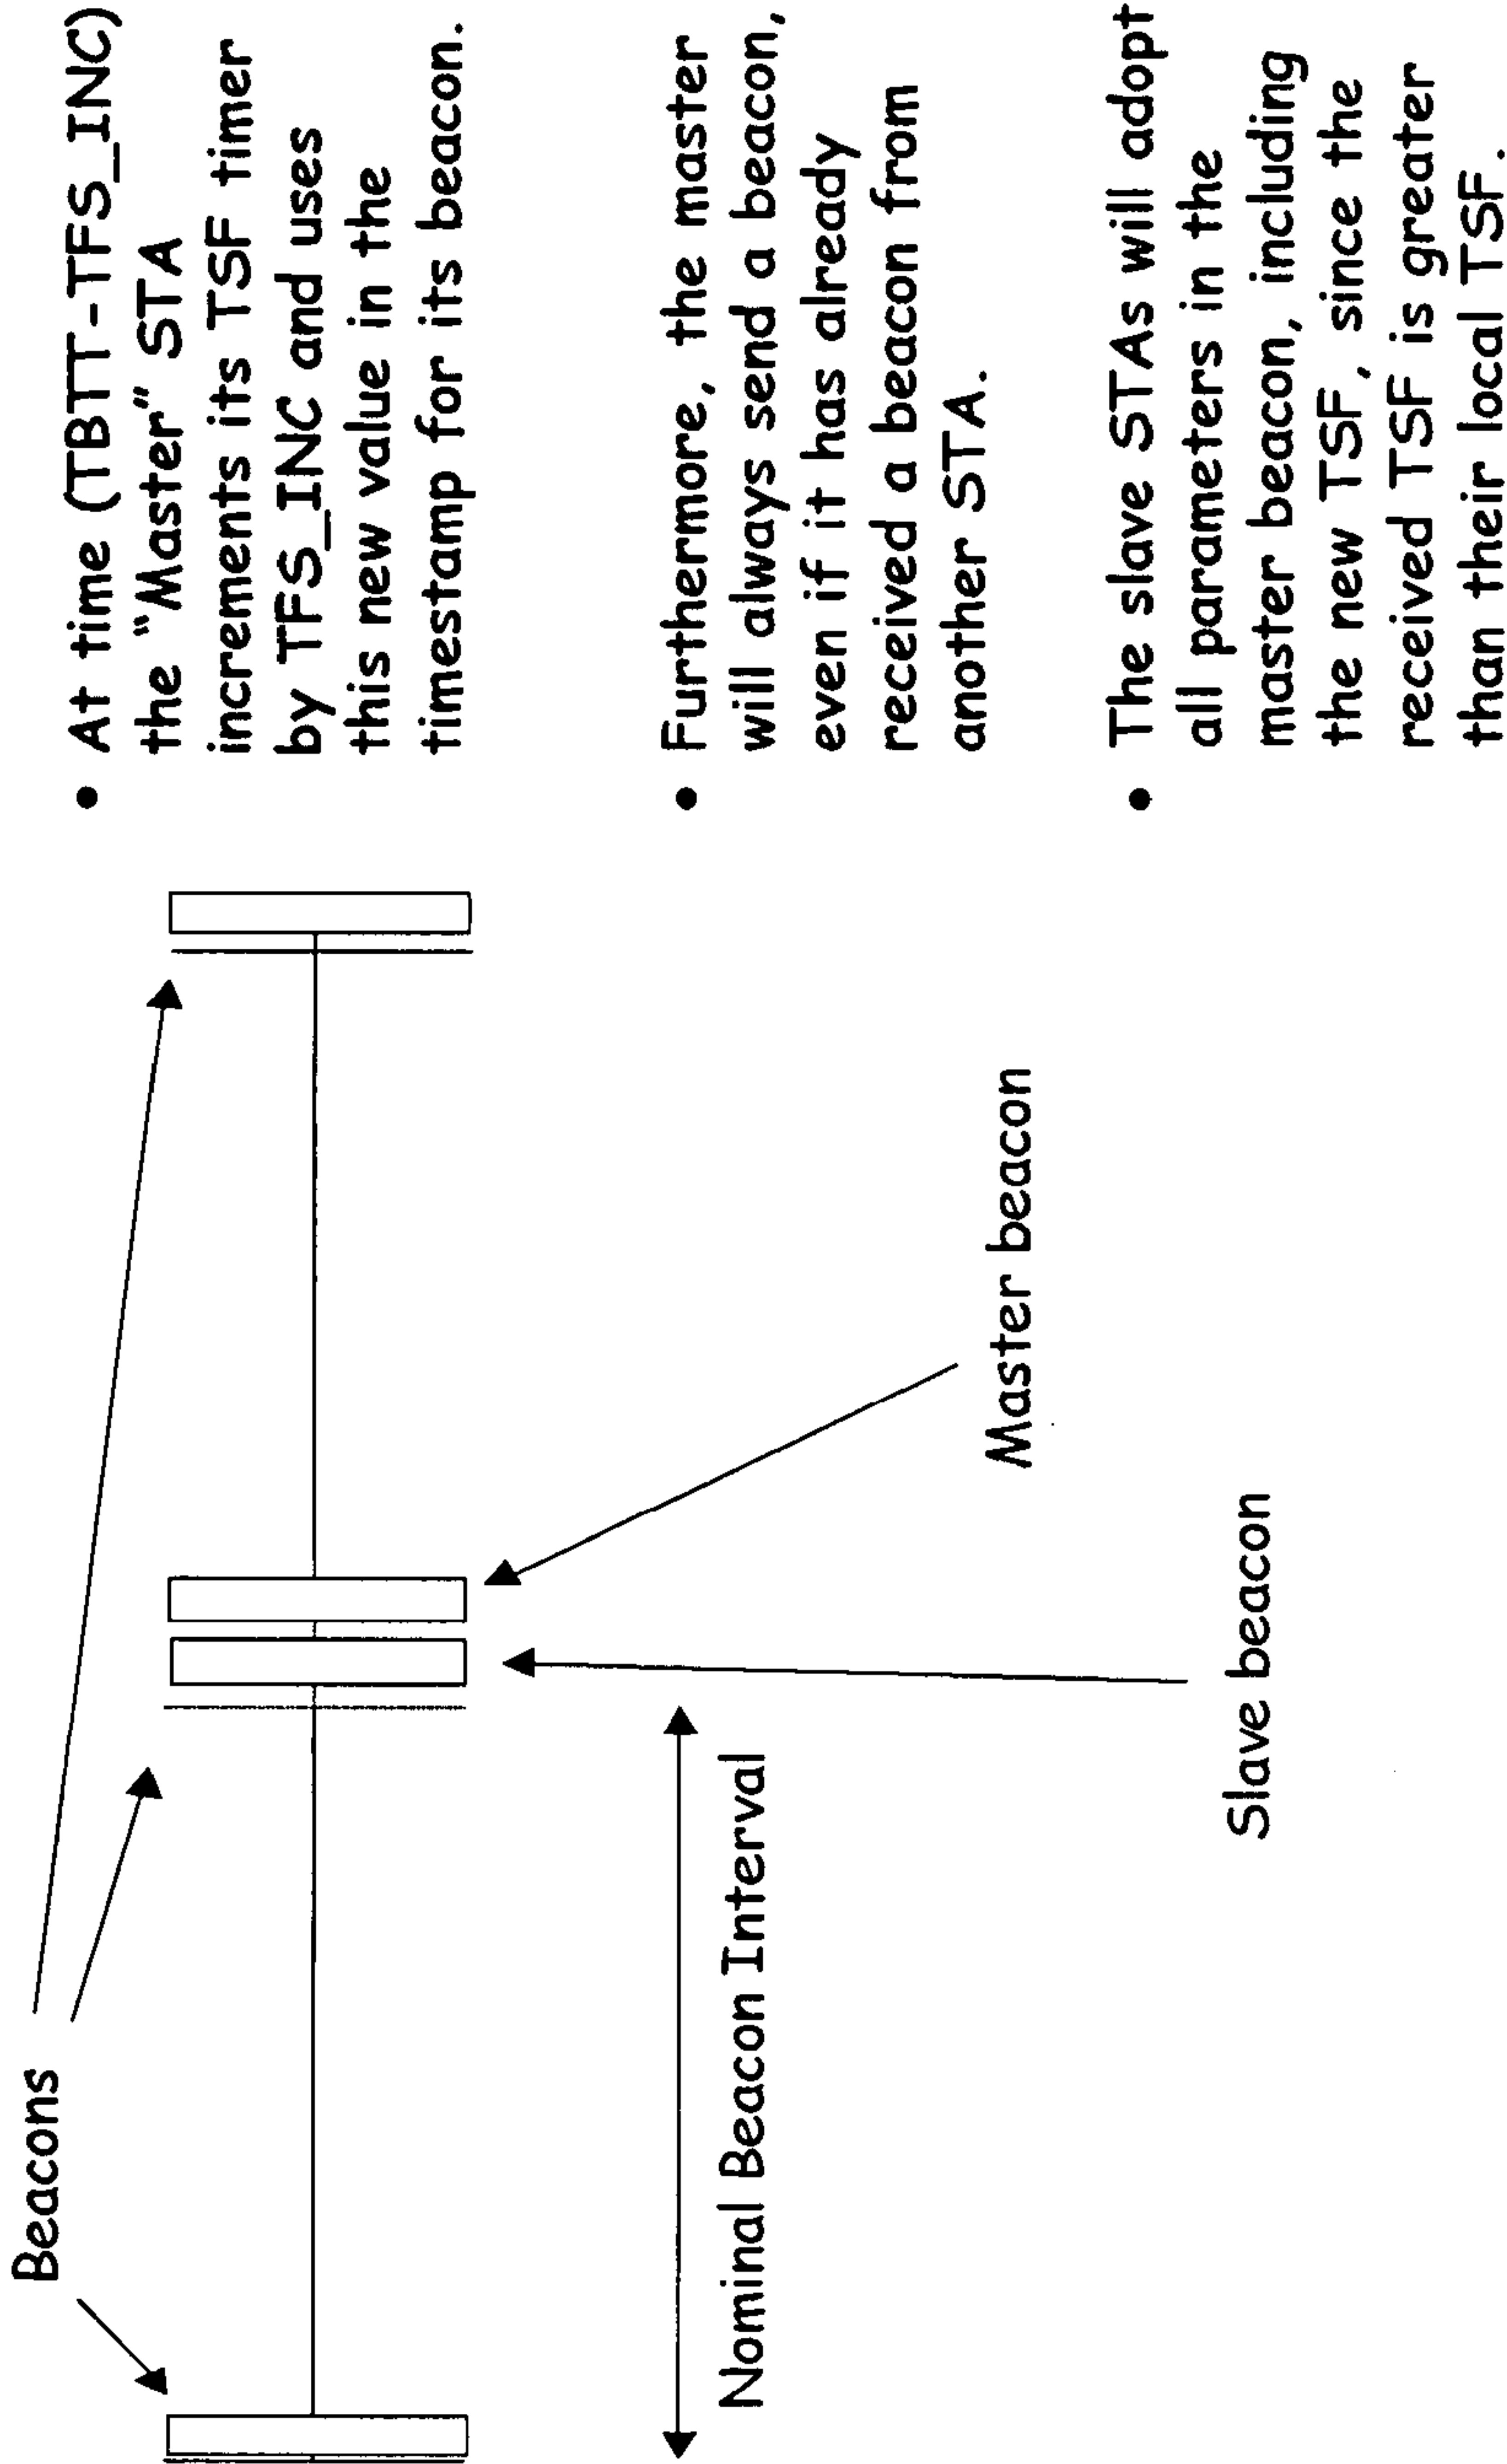 Beacons
Nominal Beacon Interval
Slave beacon
Master beacon
• At time (TBTT-TFS_INC)
the "Master" STA
increments its TSF timer
by TFS_INC and uses
this new value in the
timestamp for its beacon.
• Furthermore, the master
will always send a beacon,
even if it has already
received a beacon from
another STA.
• The slave STAs will adopt
all parameters in the
master beacon, including
the new TSF, since the
received TSF is greater
than their local TSF.